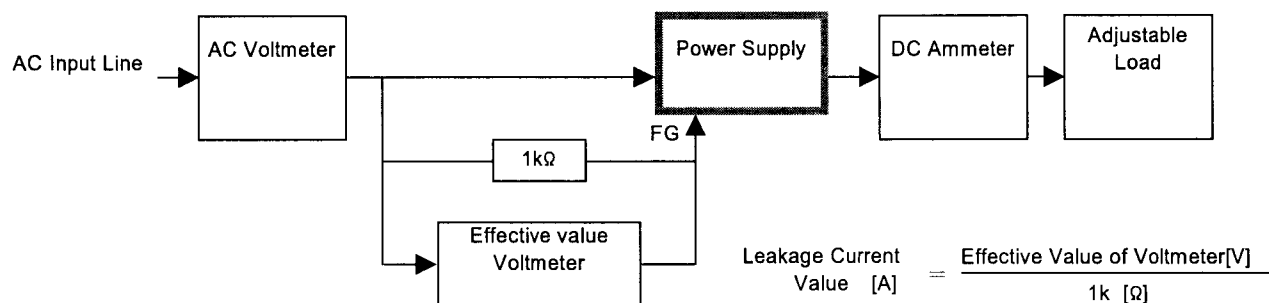 AC Input Line
AC Voltmeter
Power Supply
DC Ammeter
Adjustable
Load
FG
1kΩ
Effective value
Voltmeter
Leakage Current
Value [A]
=
Effective Value of Voltmeter[V]
1k [Ω]